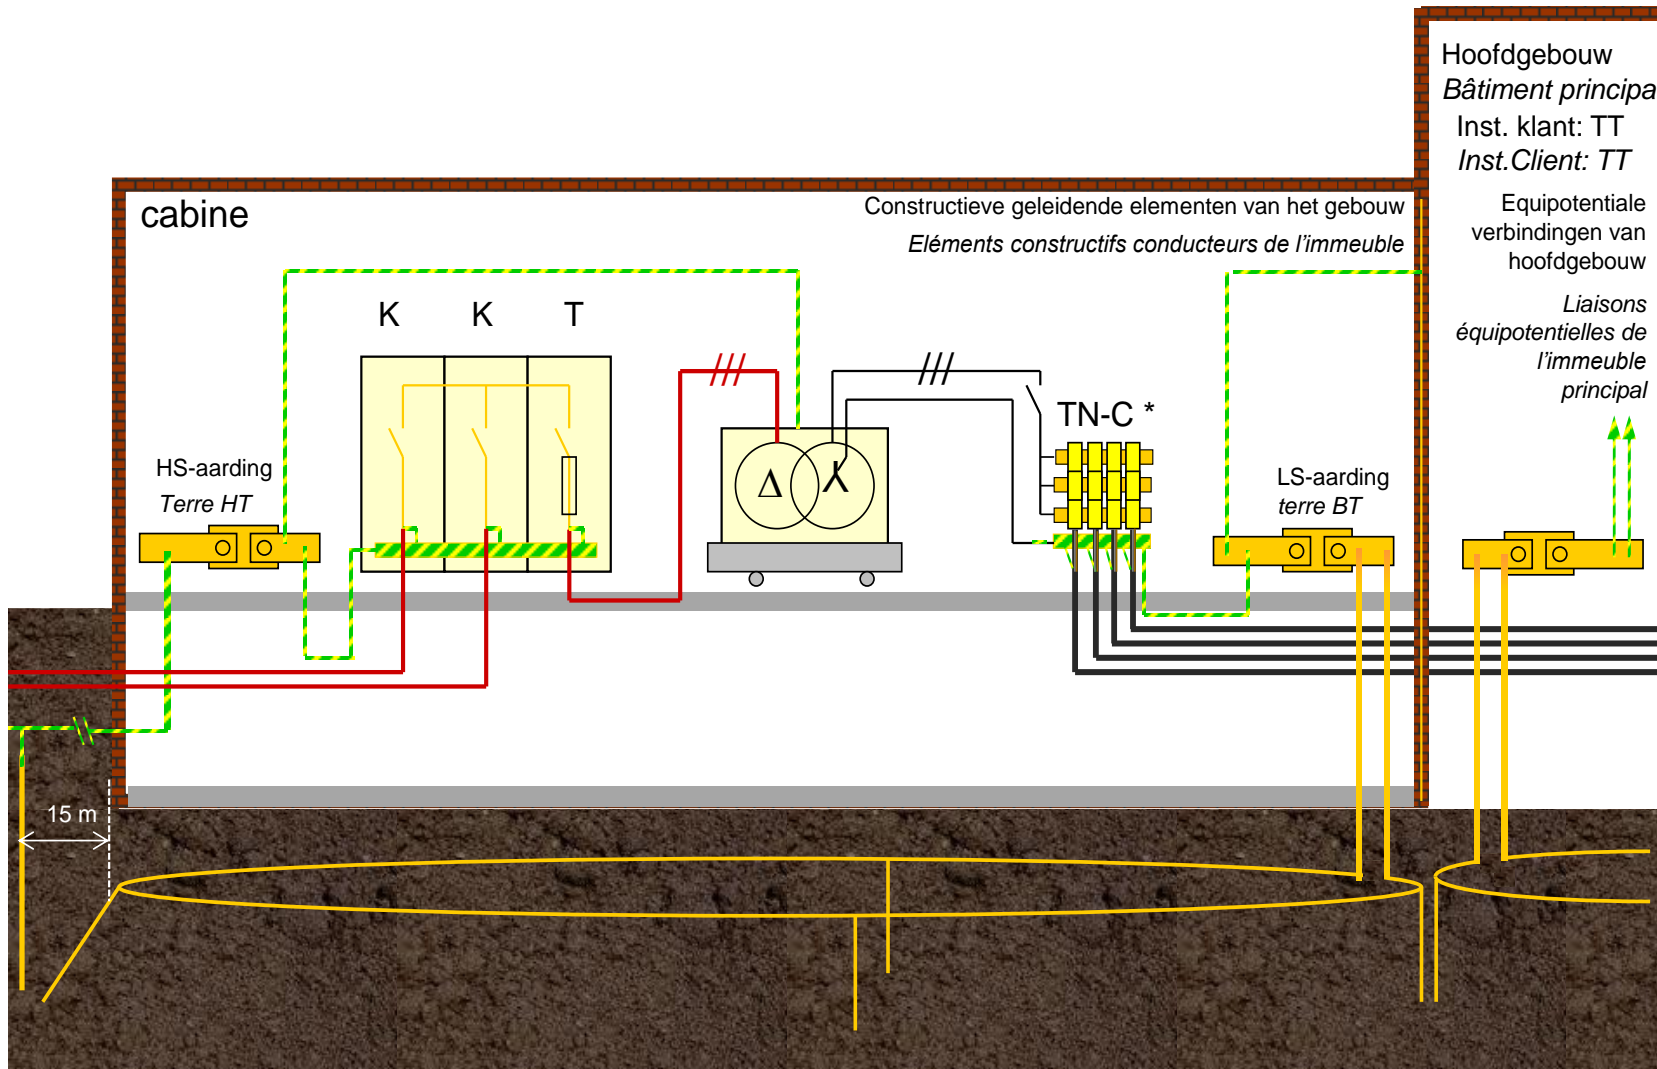 Hoofdgebouw
Bâtiment principa
Inst. klant: TT
Inst.Client: TT
Equipotentiale
verbindingen van
hoofdgebouw
Liaisons
équipotentielles de
l'immeuble
principal
cabine
Constructieve geleidende elementen van het gebouw
Eléments constructifs conducteurs de l'immeuble
K K T
TN-C *
HS-aarding
Terre HT
Δ
LS-aarding
terre BT
15 m